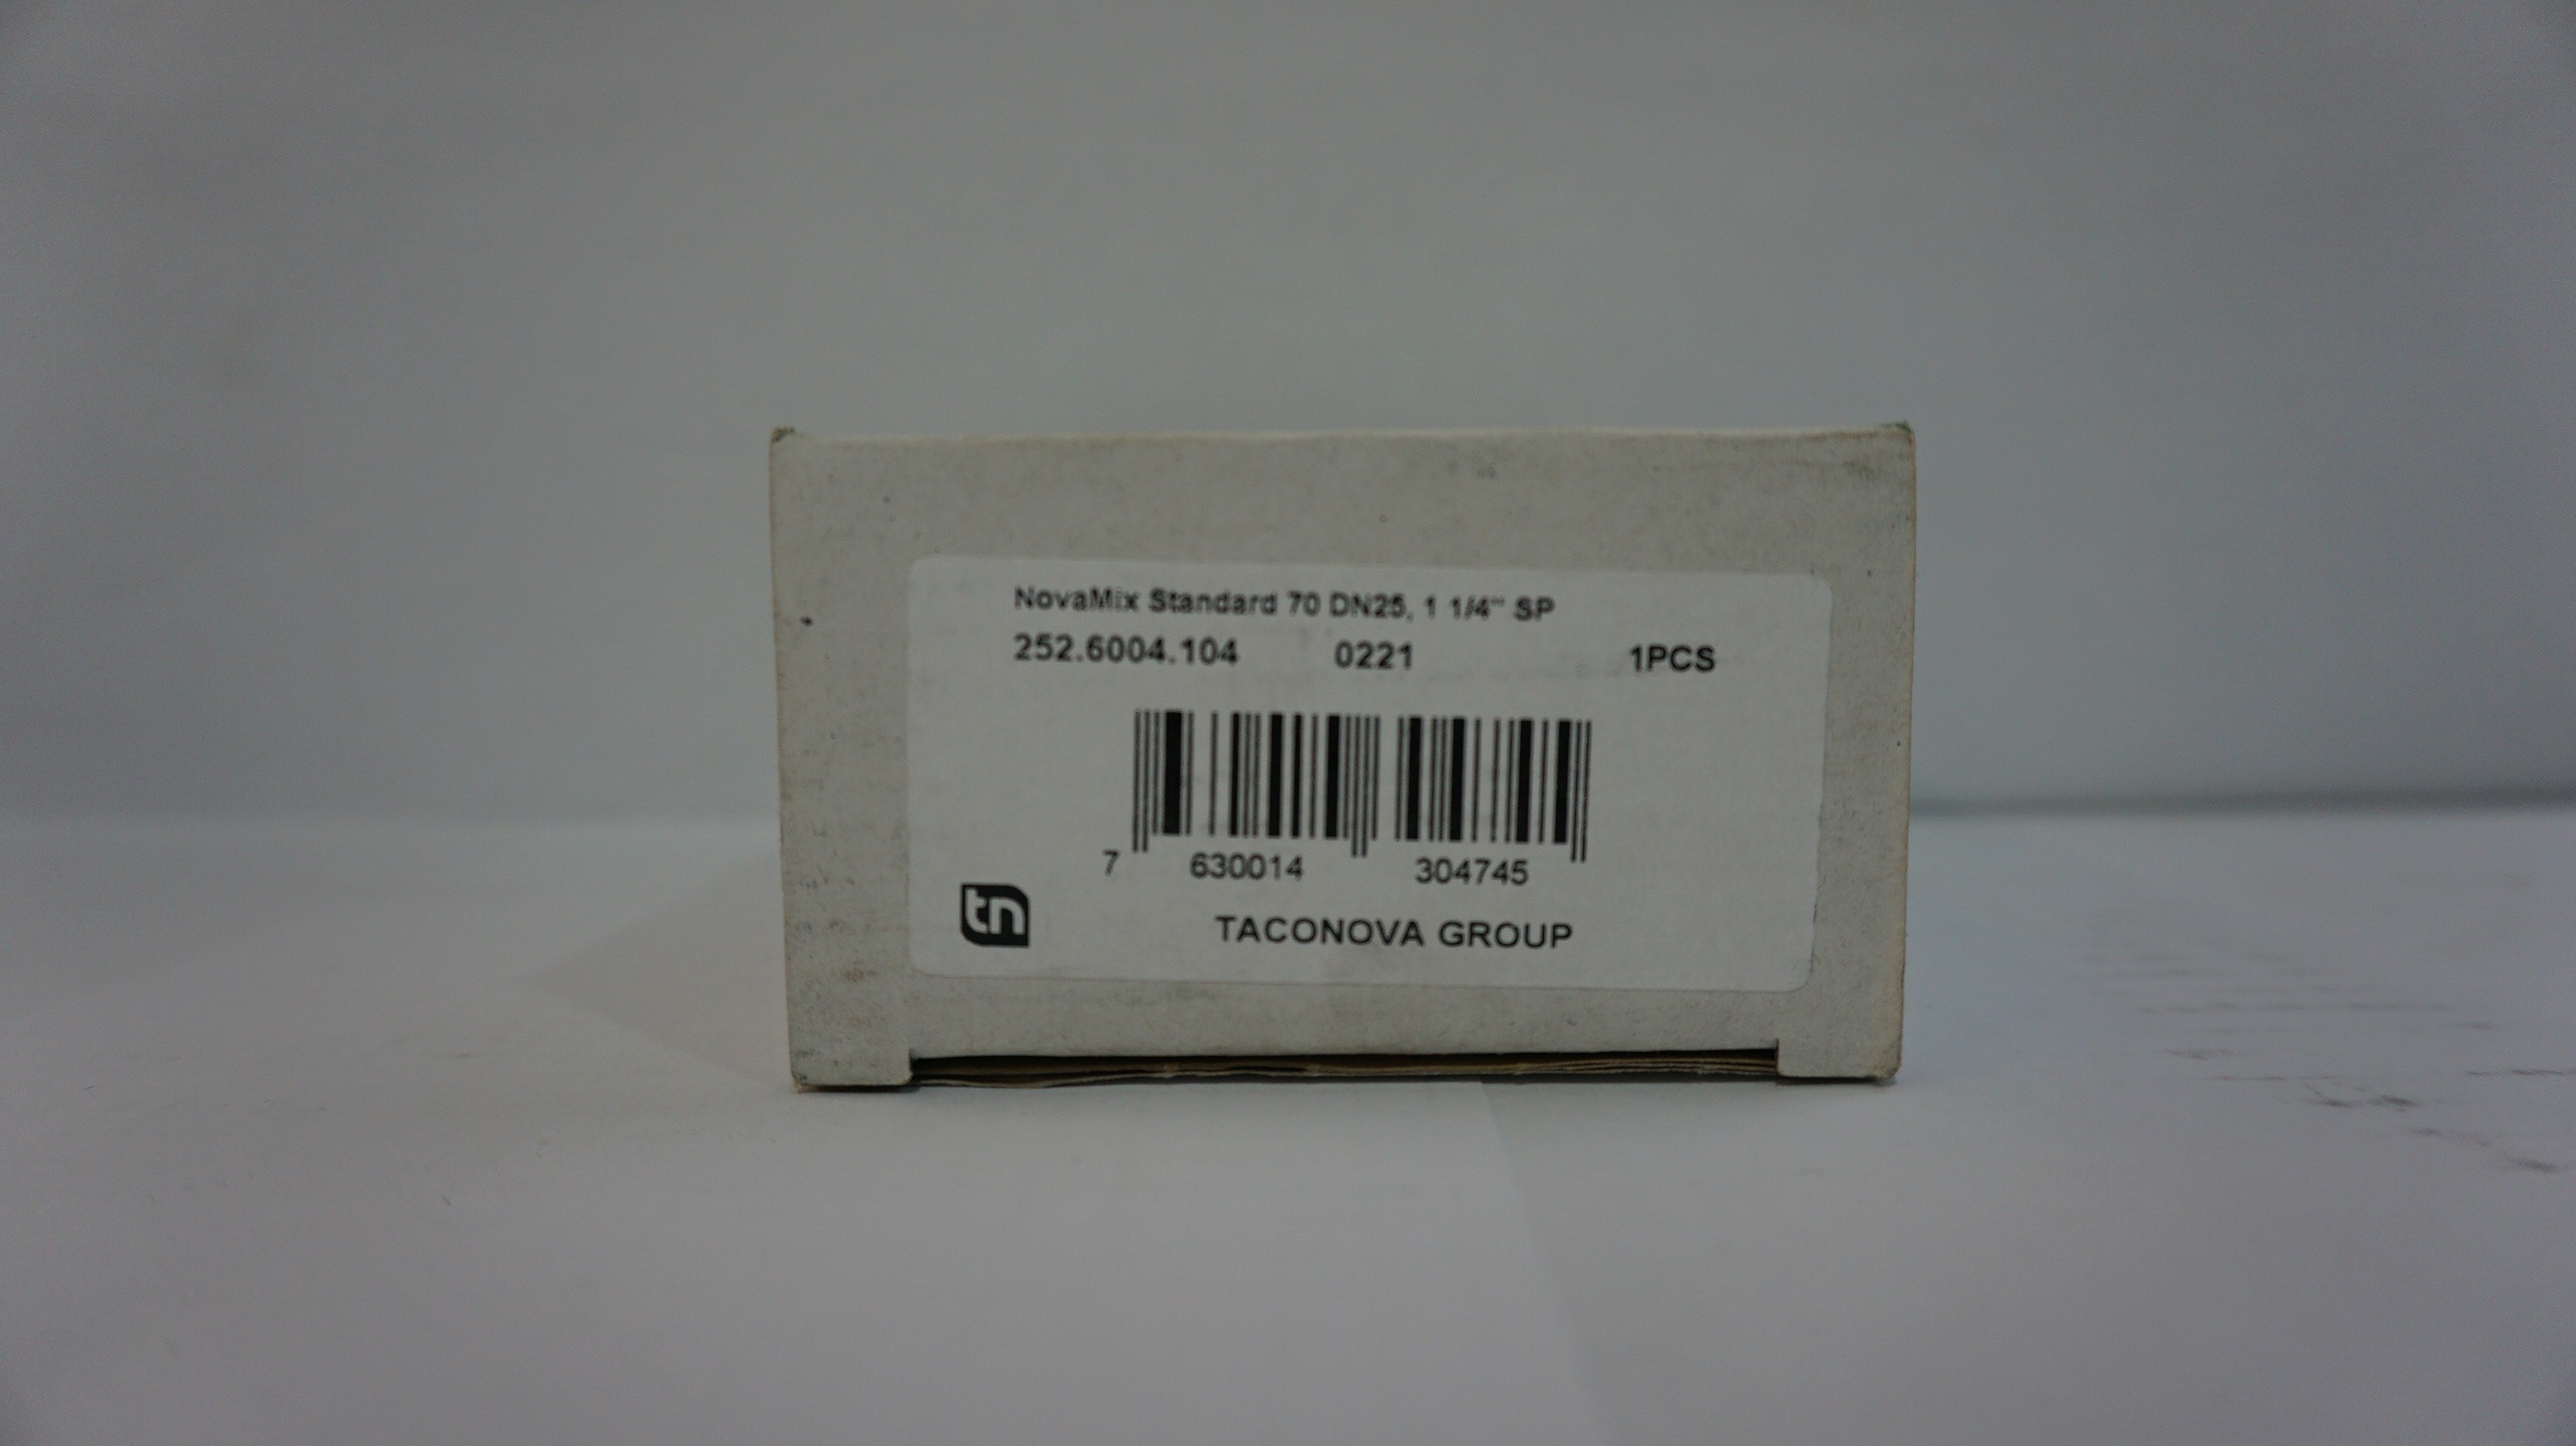 NovaMix Standard 70 DN25, 1 1/4" SP
252.6004.104 0221 1PCS
7 630014 304745
tn
TACONOVA GROUP